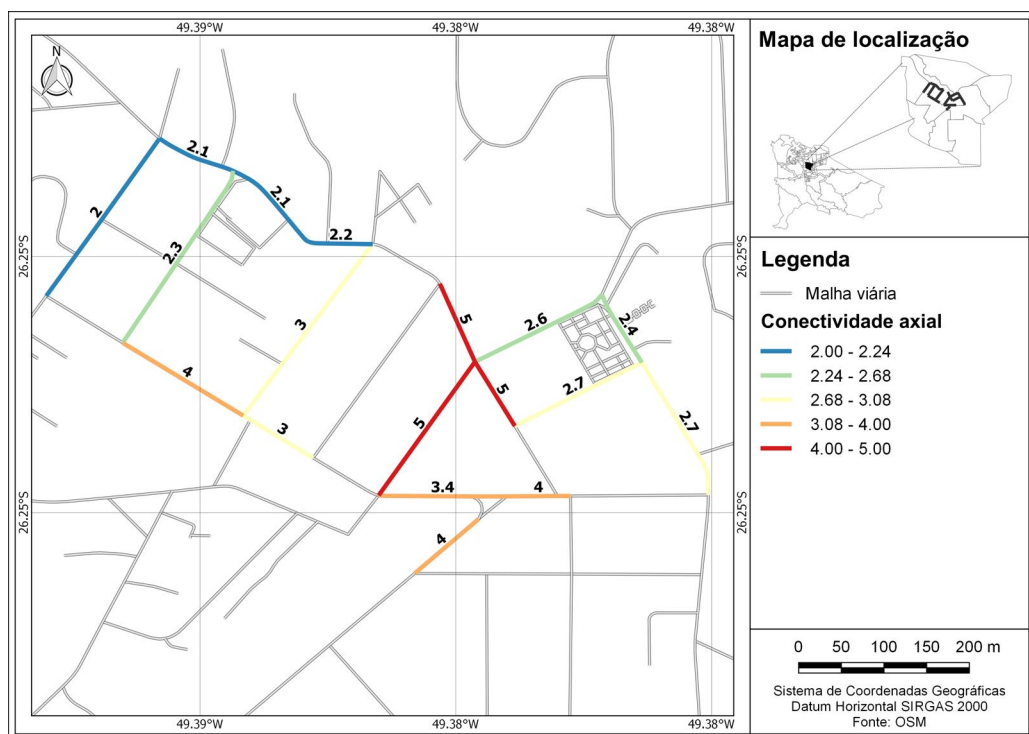 49.39°W 49.38°W 49.38°W
N
26.25°S
26.25°S
26.25°S
26.25°S
2.1
2.1
2.2
2
2.3
3
4
3
5
5
5
2.6
2.4
2.7
2.7
3.4
4
4
49.39°W 49.38°W 49.38°W
Mapa de localização
Legenda
Malha viária
Conectividade axial
2.00 - 2.24
2.24 - 2.68
2.68 - 3.08
3.08 - 4.00
4.00 - 5.00
0 50 100 150 200 m
Sistema de Coordenadas Geográficas
Datum Horizontal SIRGAS 2000
Fonte: OSM